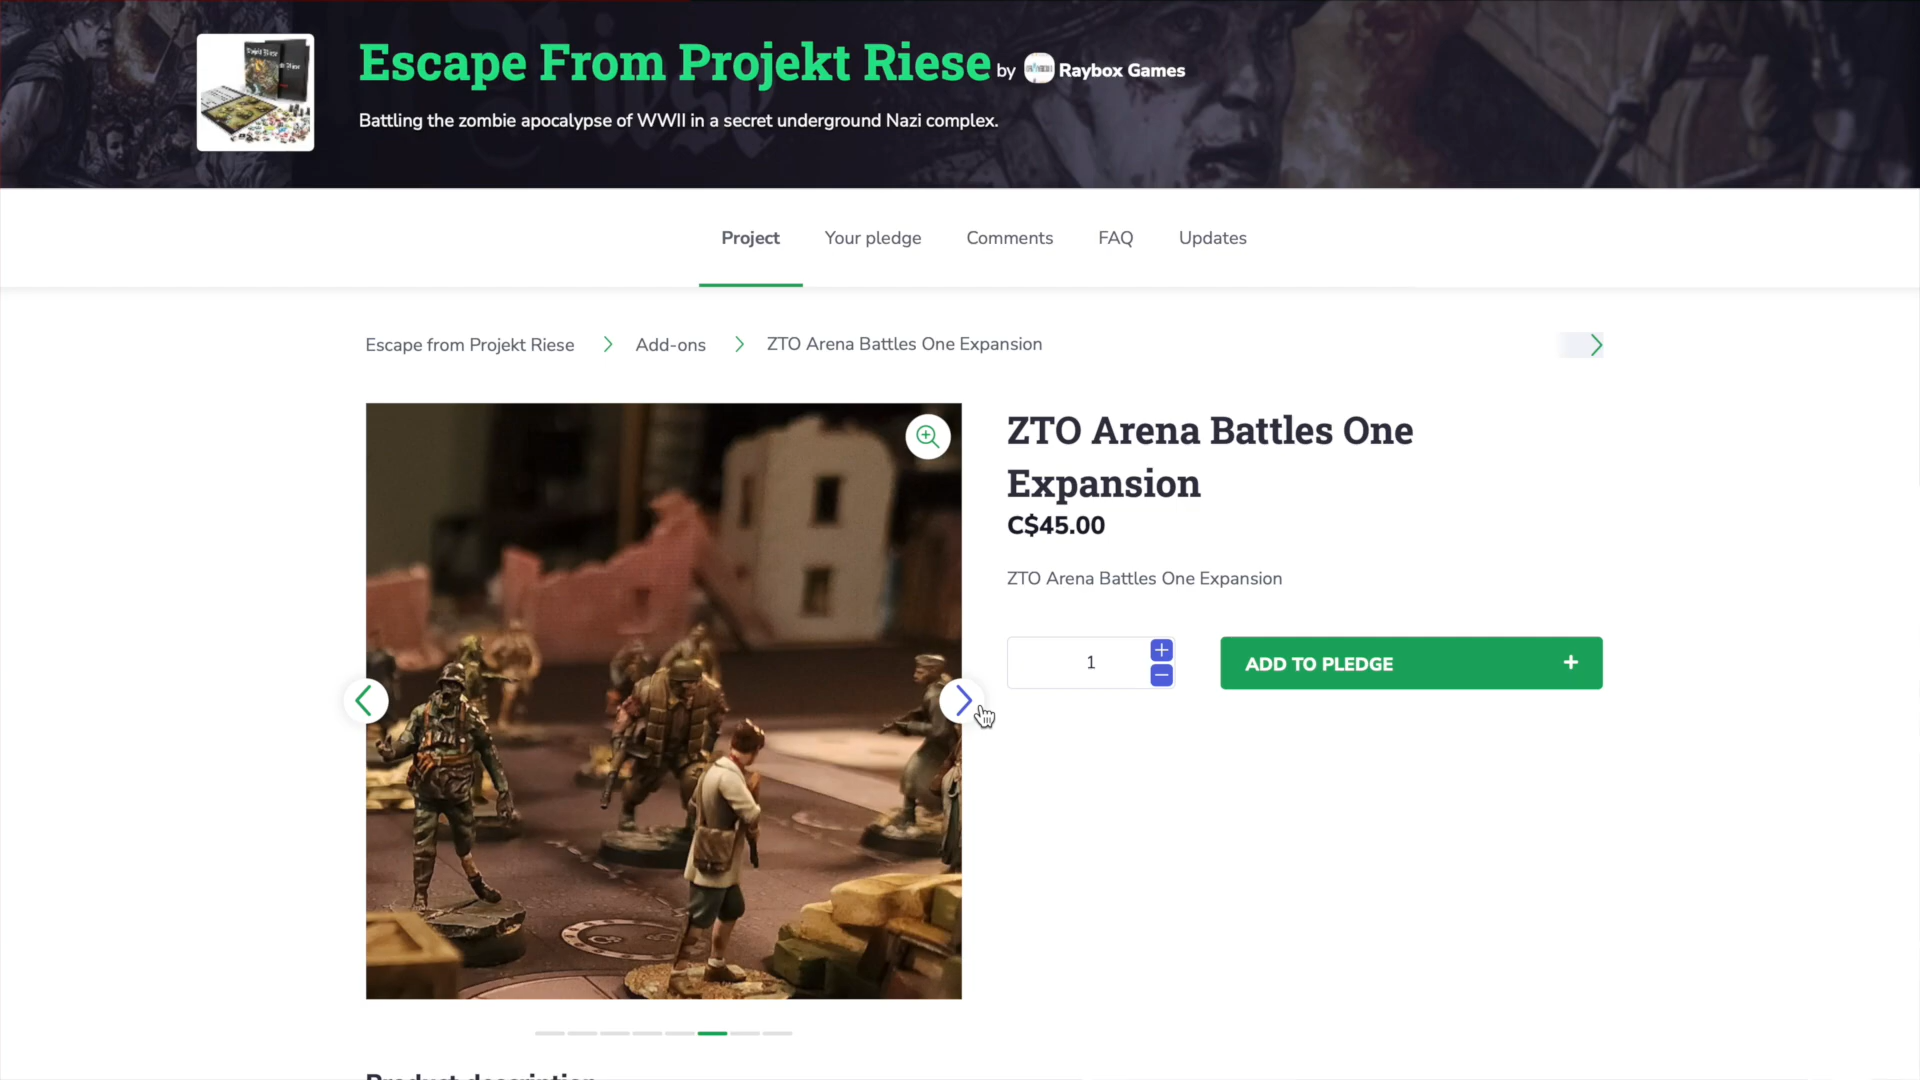 Escape From Projekt Riese by Raybox Games
Battling the zombie apocalypse of WWII in a secret underground Nazi complex.
Project Your pledge Comments FAQ Updates
Escape from Projekt Riese Add-ons ZTO Arena Battles One Expansion
ZTO Arena Battles One
Expansion
C$45.00
ZTO Arena Battles One Expansion
1
ADD TO PLEDGE +
Product description